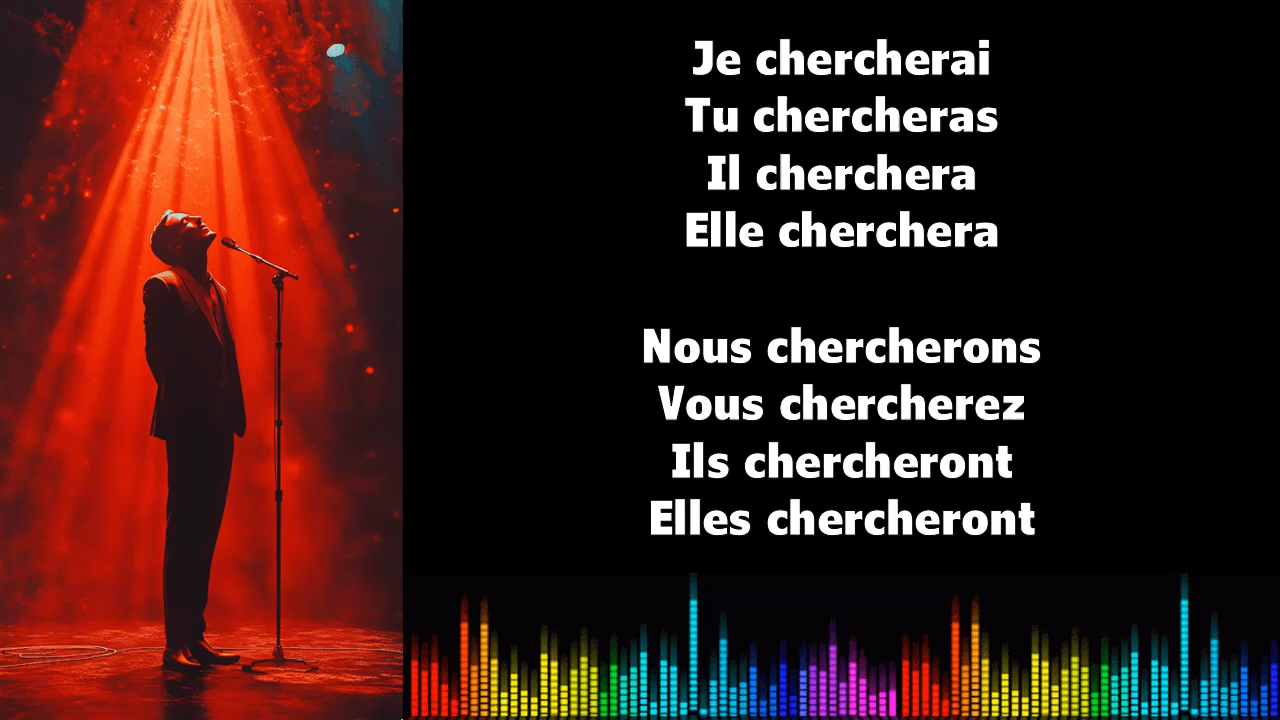 Je chercherai
Tu chercheras
Il cherchera
Elle cherchera
Nous chercherons
Vous chercherez
Ils chercheront
Elles chercheront